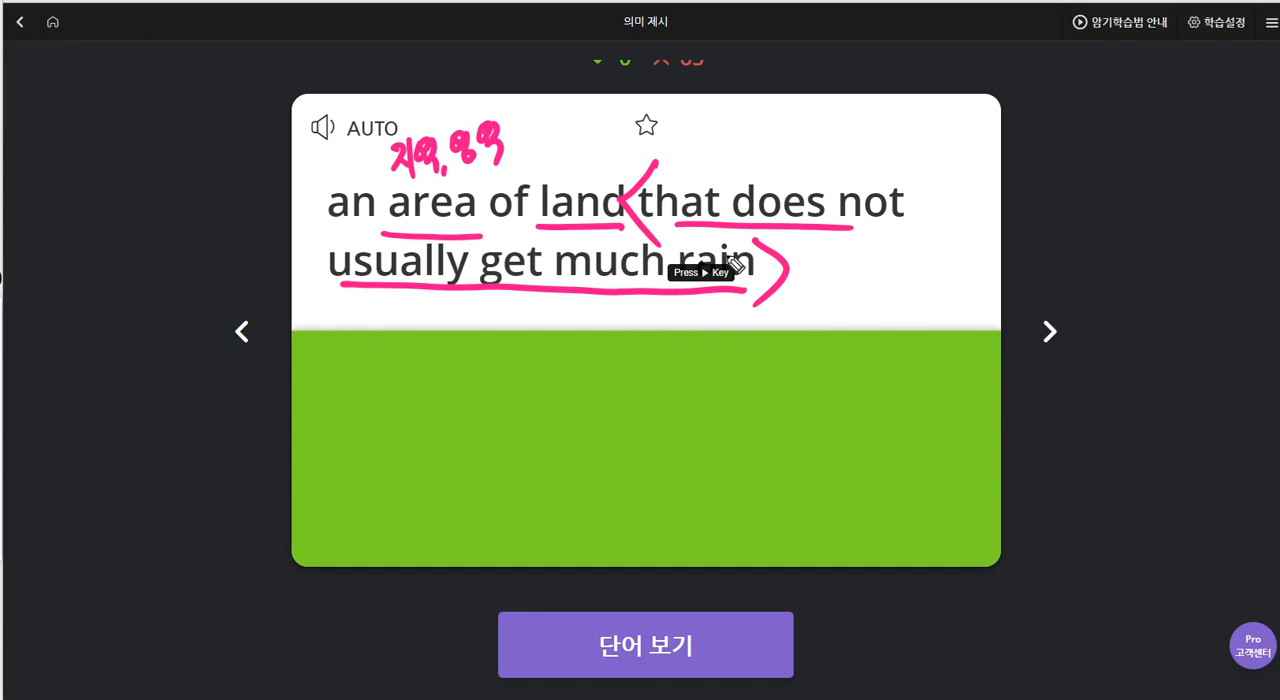 의미 제시
암기학습법 안내
학습설정
AUTO
지역, 영역
an area of land that does not
usually get much rain
Press ▶ Key
단어 보기
Pro
고객센터